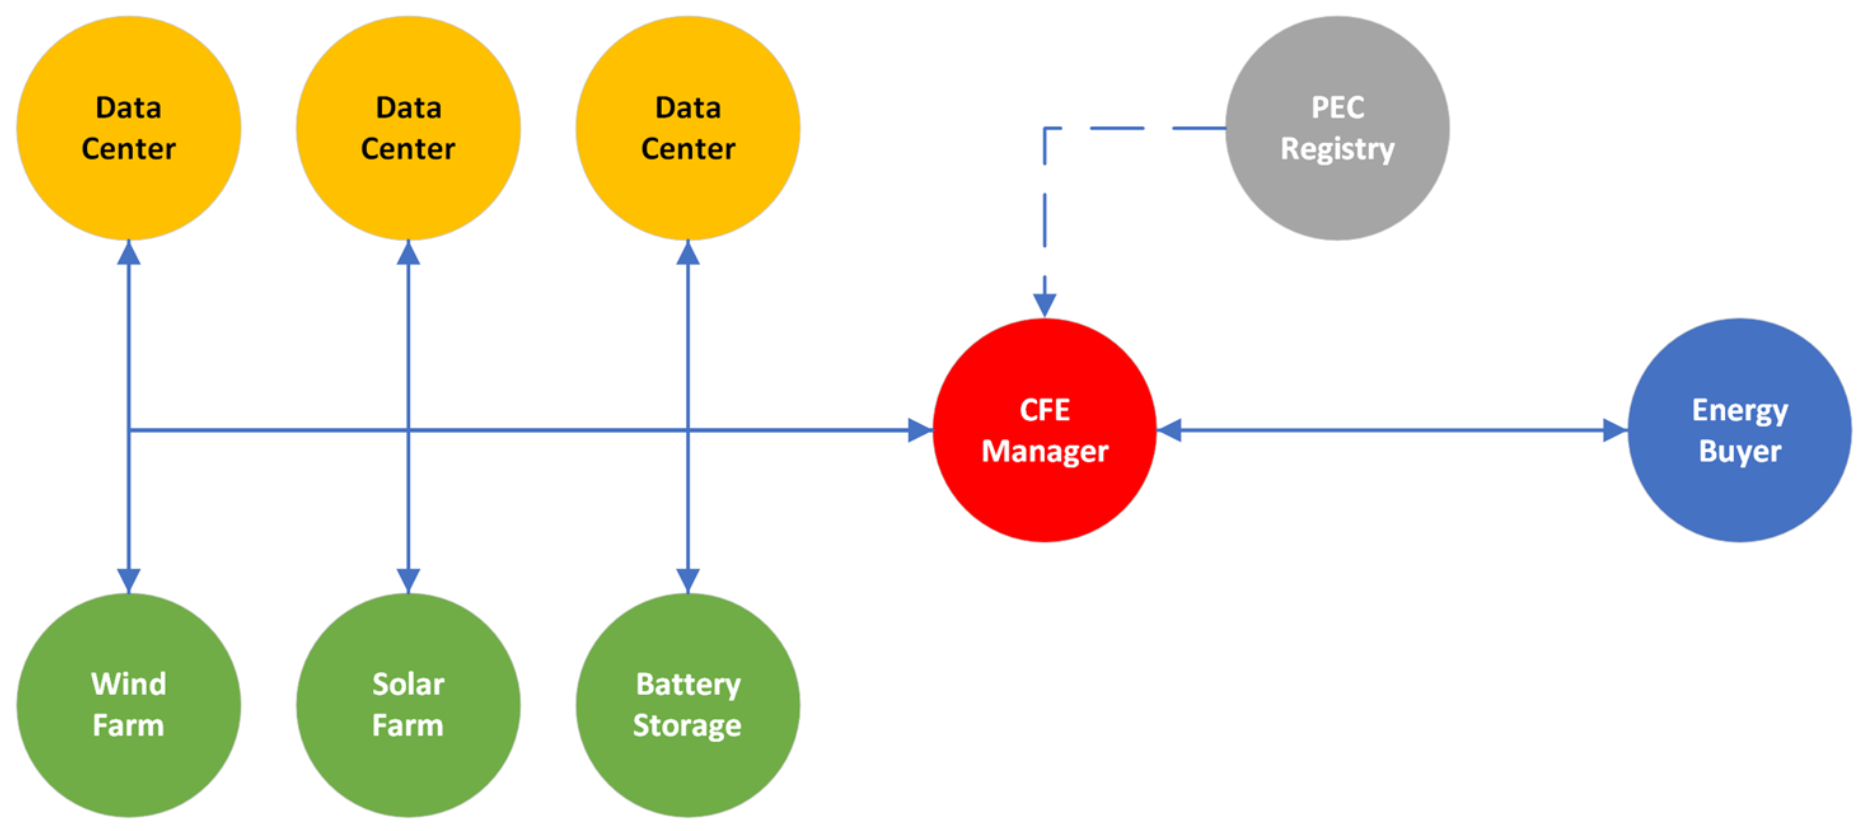 Data
Center
Data
Center
Data
Center
PEC
Registry
CFE
Manager
Energy
Buyer
Wind
Farm
Solar
Farm
Battery
Storage